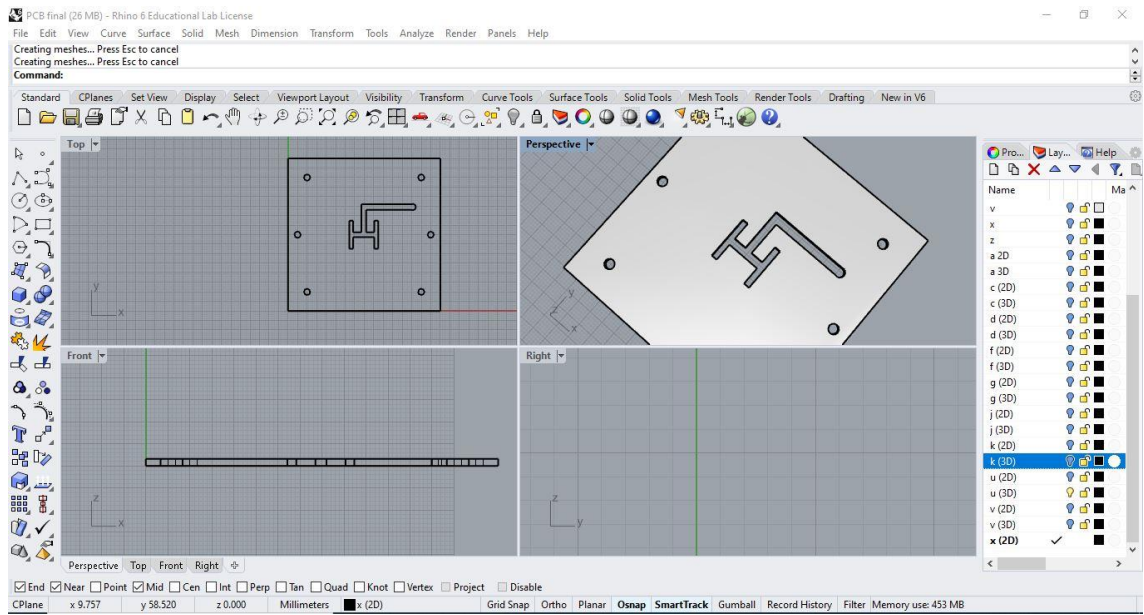 PCB final (26 MB) - Rhino 6 Educational Lab License
File Edit View Curve Surface Solid Mesh Dimension Transform Tools Analyze Render Panels Help
Creating meshes... Press Esc to cancel
Creating meshes... Press Esc to cancel
Command:
Standard CPlanes Set View Display Select Viewport Layout Visibility Transform Curve Tools Surface Tools Solid Tools Mesh Tools Render Tools Drafting New in V6
Top
y
x
Perspective
y
x
Front
z
x
Right
z
y
Pro... Lay... Help
Name Ma
v
x
z
a 2D
a 3D
c (2D)
c (3D)
d (2D)
d (3D)
f (2D)
f (3D)
g (2D)
g (3D)
j (2D)
j (3D)
k (2D)
k (3D)
u (2D)
u (3D)
v (2D)
v (3D)
x (2D)
Perspective Top Front Right
End Near Point Mid Cen Int Perp Tan Quad Knot Vertex Project Disable
CPlane x 9.757 y 58.520 z 0.000 Millimeters x (2D) Grid Snap Ortho Planar Osnap SmartTrack Gumball Record History Filter Memory use: 453 MB